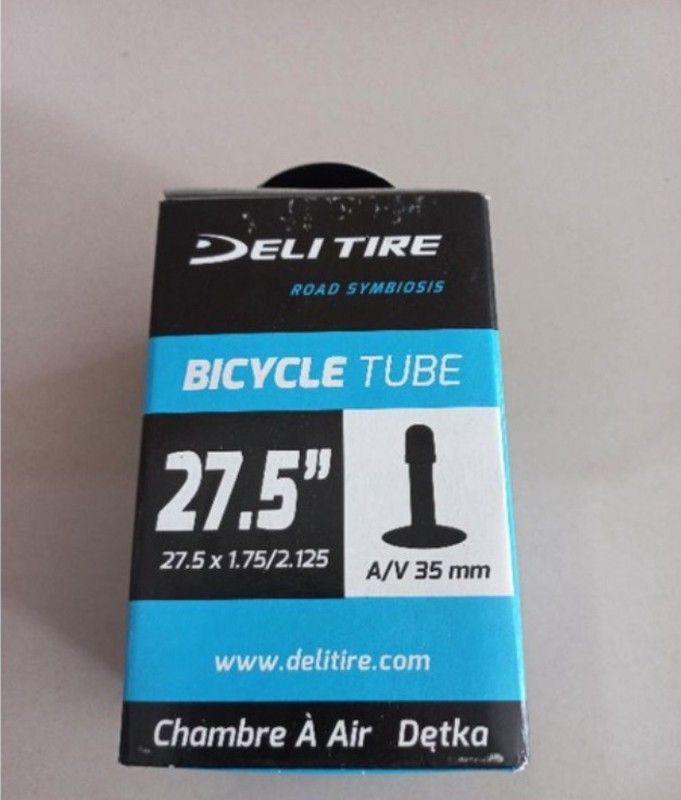 DELI TIRE
ROAD SYMBIOSIS
BICYCLE TUBE
27.5”
27.5 x 1.75/2.125
A/V 35 mm
www.delitire.com
Chambre À Air Dętka